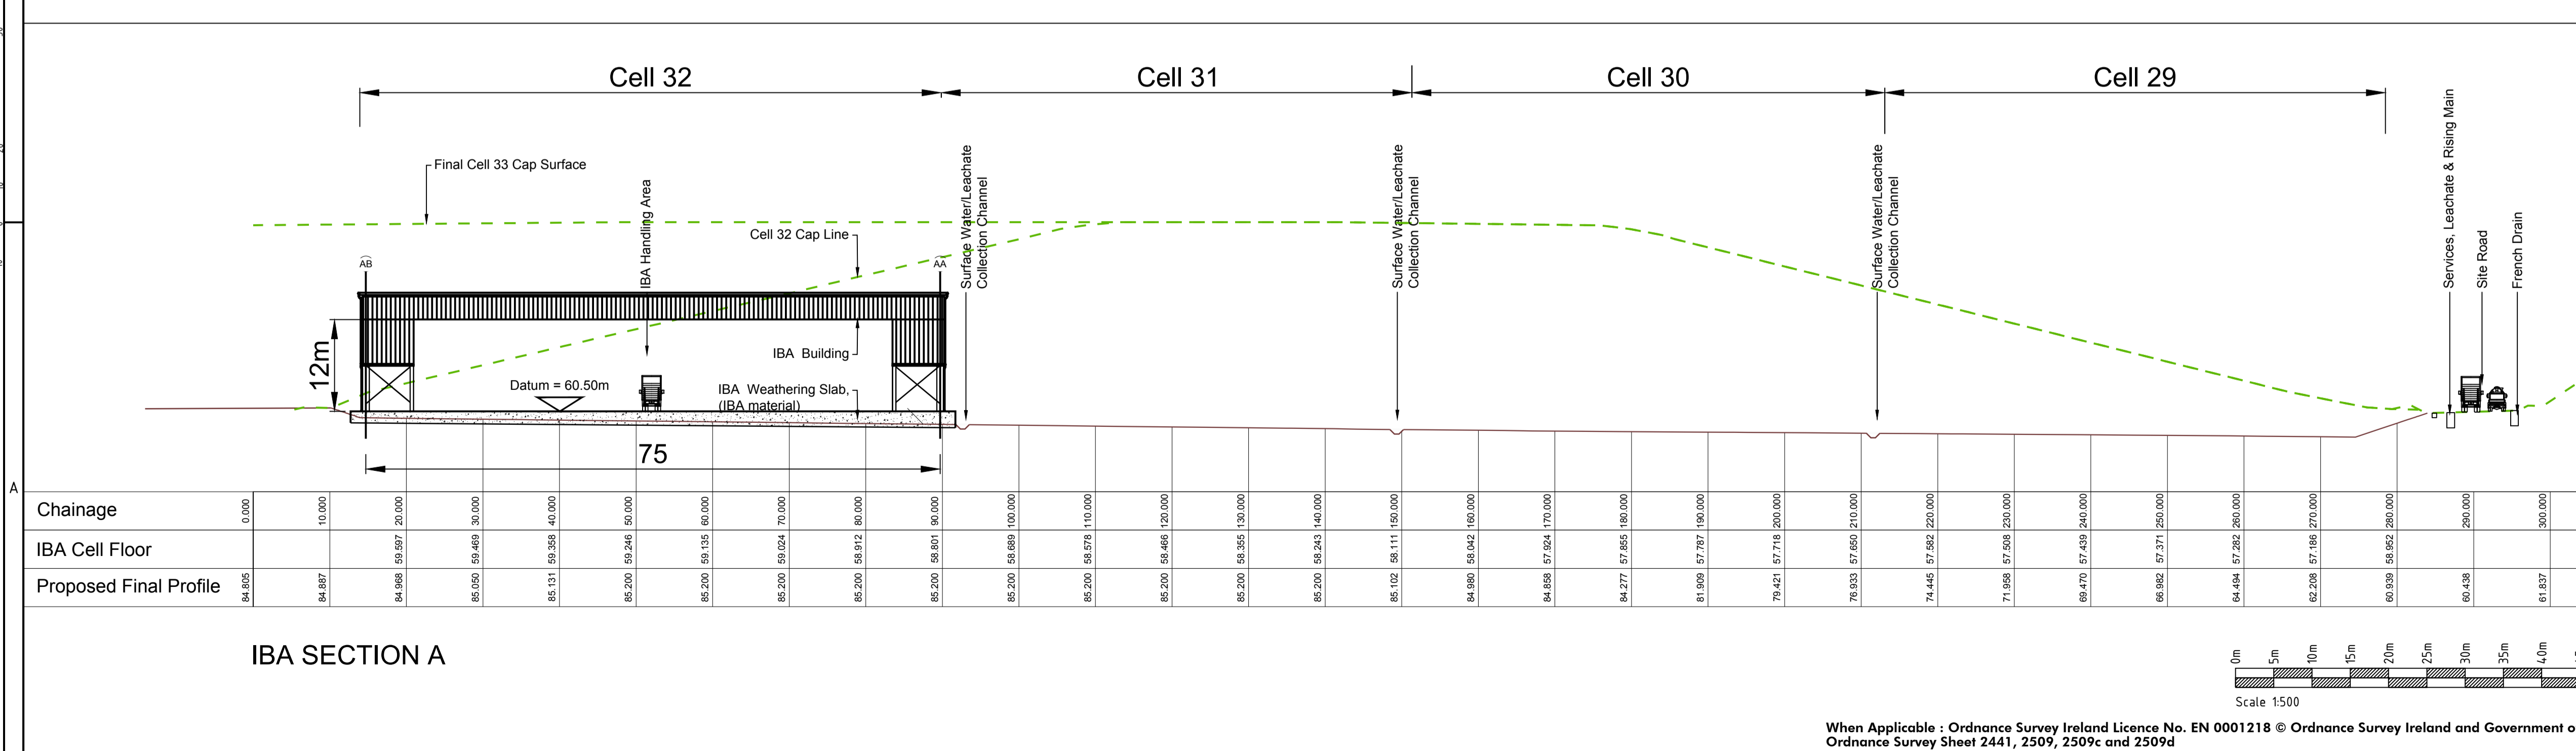 Cell 32
Cell 31
Cell 30
Cell 29
Final Cell 33 Cap Surface
IBA Handling Area
Cell 32 Cap Line
Surface Water/Leachate
Collection Channel
Surface Water/Leachate
Collection Channel
Surface Water/Leachate
Collection Channel
Services, Leachate & Rising Main
Site Road
French Drain
AB
AA
12m
IBA Building
Datum = 60.50m
IBA Weathering Slab,
(IBA material)
75
A
Chainage 0.000 10.000 20.000 30.000 40.000 50.000 60.000 70.000 80.000 90.000 100.000 110.000 120.000 130.000 140.000 150.000 160.000 170.000 180.000 190.000 200.000 210.000 220.000 230.000 240.000 250.000 260.000 270.000 280.000 290.000 300.000
IBA Cell Floor 59.597 59.469 59.358 59.246 59.135 59.024 58.912 58.801 58.689 58.578 58.466 58.355 58.243 58.111 58.042 57.924 57.855 57.787 57.718 57.650 57.582 57.508 57.439 57.371 57.282 57.186 58.952
Proposed Final Profile 84.805 84.887 84.968 85.050 85.131 85.200 85.200 85.200 85.200 85.200 85.200 85.200 85.200 85.200 85.200 85.102 84.980 84.858 84.277 81.909 79.421 76.933 74.445 71.958 69.470 66.982 64.494 62.208 60.939 60.438 61.837
IBA SECTION A
0m 5m 10m 15m 20m 25m 30m 35m 40m
Scale 1:500
When Applicable : Ordnance Survey Ireland Licence No. EN 0001218 © Ordnance Survey Ireland and Government o
Ordnance Survey Sheet 2441, 2509, 2509c and 2509d